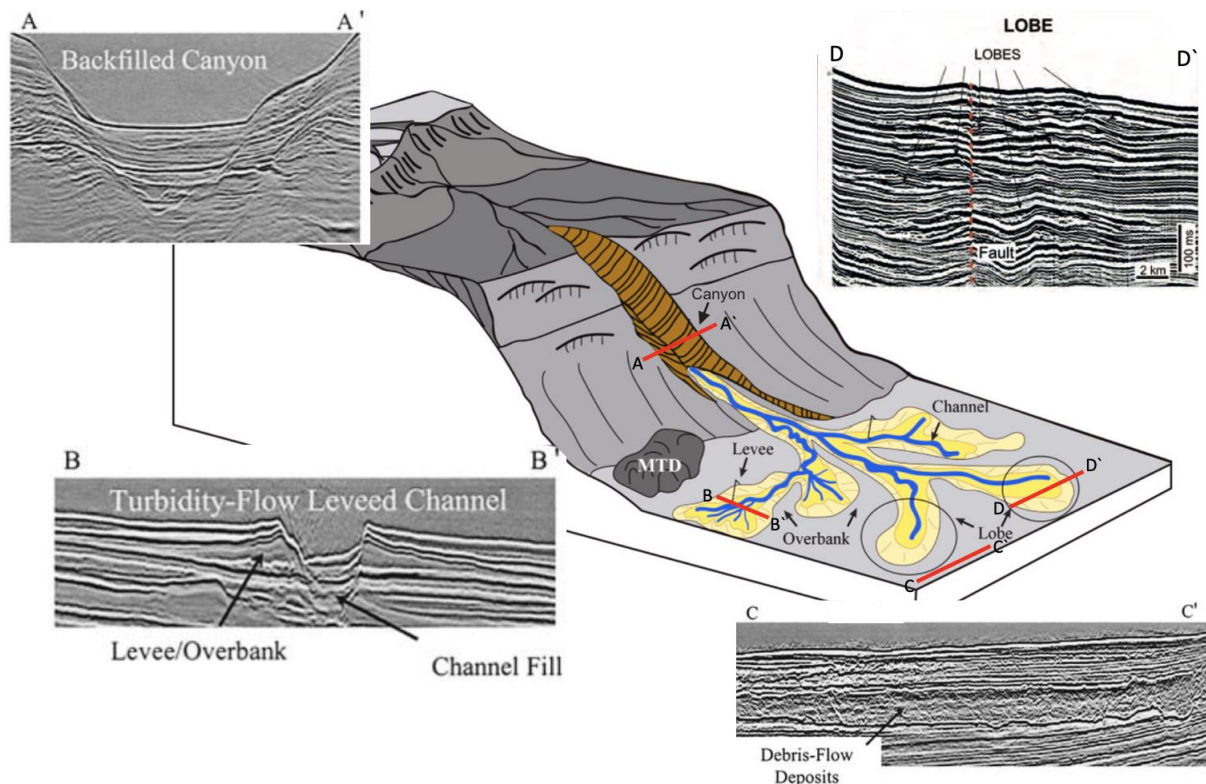 A A'
Backfilled Canyon
LOBE
D D`
LOBES
Fault
2 km
100 ms
Canyon
A`
A
Channel
Levee
MTD
B
B`
Overbank
D`
D
Lobe
C`
C
B B'
Turbidity-Flow Leveed Channel
Levee/Overbank
Channel Fill
C C'
Debris-Flow
Deposits